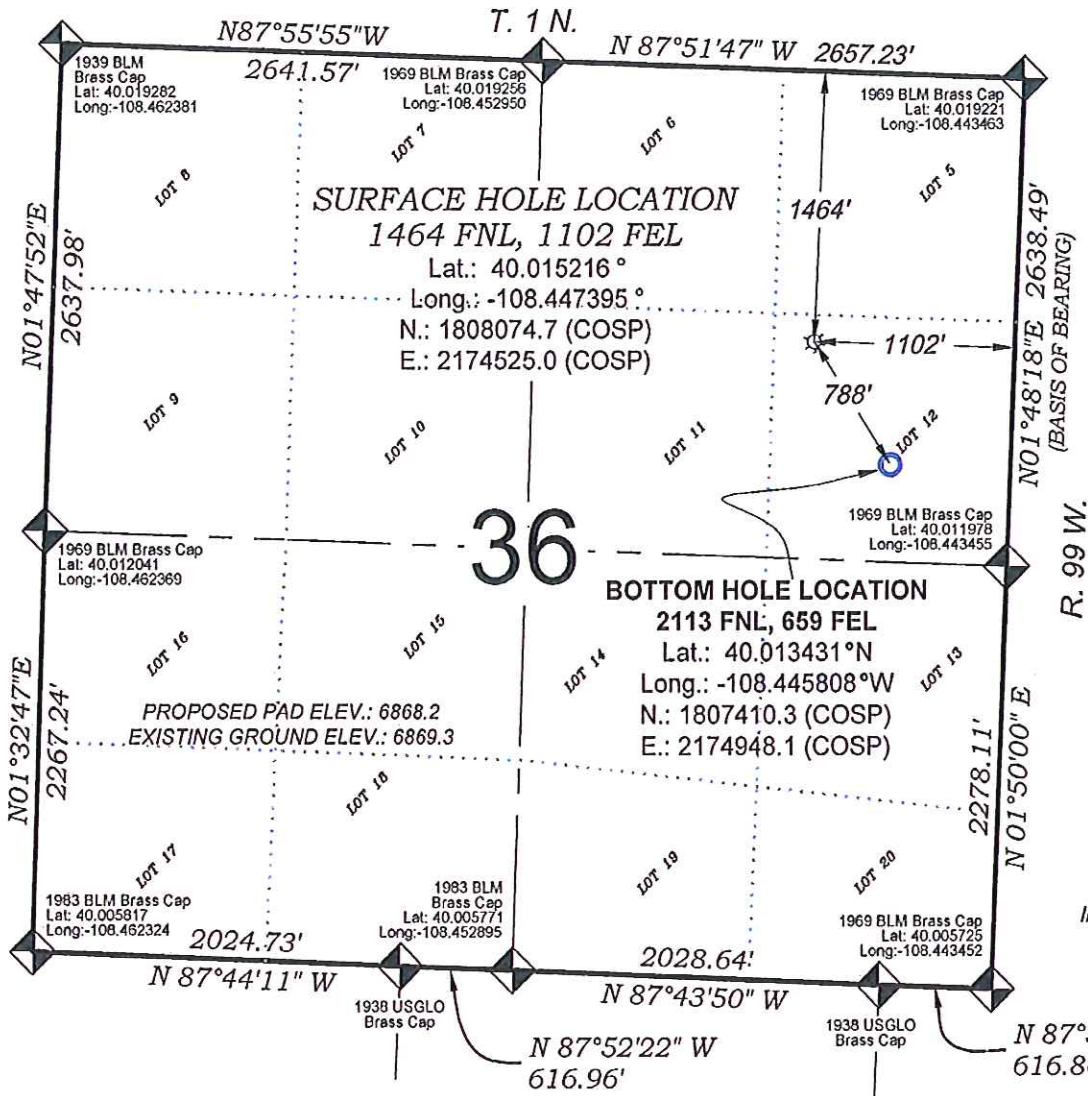 T. 1 N.
N87°55'55"W
2641.57'
N 87°51'47" W 2657.23'
1939 BLM
Brass Cap
Lat: 40.019282
Long:-108.462381
1969 BLM Brass Cap
Lat: 40.019256
Long:-108.452950
1969 BLM Brass Cap
Lat: 40.019221
Long:-108.443463
LOT 8
LOT 7
LOT 6
LOT 5
SURFACE HOLE LOCATION
1464 FNL, 1102 FEL
Lat.: 40.015216 °
Long.: -108.447395 °
N.: 1808074.7 (COSP)
E.: 2174525.0 (COSP)
1464'
1102'
788'
N01°47'52"E
2637.98'
N01°48'18"E 2638.49'
(BASIS OF BEARING)
R. 99 W.
LOT 9
LOT 10
LOT 11
LOT 12
1969 BLM Brass Cap
Lat: 40.012041
Long:-108.462369
36
1969 BLM Brass Cap
Lat: 40.011978
Long:-108.443455
BOTTOM HOLE LOCATION
2113 FNL, 659 FEL
Lat.: 40.013431°N
Long.: -108.445808°W
N.: 1807410.3 (COSP)
E.: 2174948.1 (COSP)
LOT 16
LOT 15
LOT 14
LOT 13
PROPOSED PAD ELEV.: 6868.2
EXISTING GROUND ELEV.: 6869.3
N01°32'47"E
2267.24'
2278.11'
N 01°50'00" E
LOT 17
LOT 18
LOT 19
LOT 20
1983 BLM Brass Cap
Lat: 40.005817
Long:-108.462324
1983 BLM
Brass Cap
Lat: 40.005771
Long:-108.452895
1969 BLM Brass Cap
Lat: 40.005725
Long:-108.443452
2024.73'
N 87°44'11" W
2028.64'
N 87°43'50" W
1938 USGLO
Brass Cap
1938 USGLO
Brass Cap
N 87°52'22" W
616.96'
N 87°
616.8